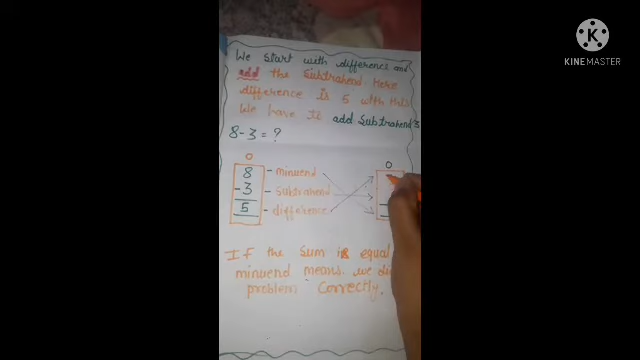 We start with difference and
add the Subtrahend Here
difference is 5 with this
We have to add Subtrahend 3
8-3=?
O O
8 - minuend
-3 - Subtrahend
5 - difference
If the Sum is equal
minuend means we
problem Correctly.
K
KINEMASTER